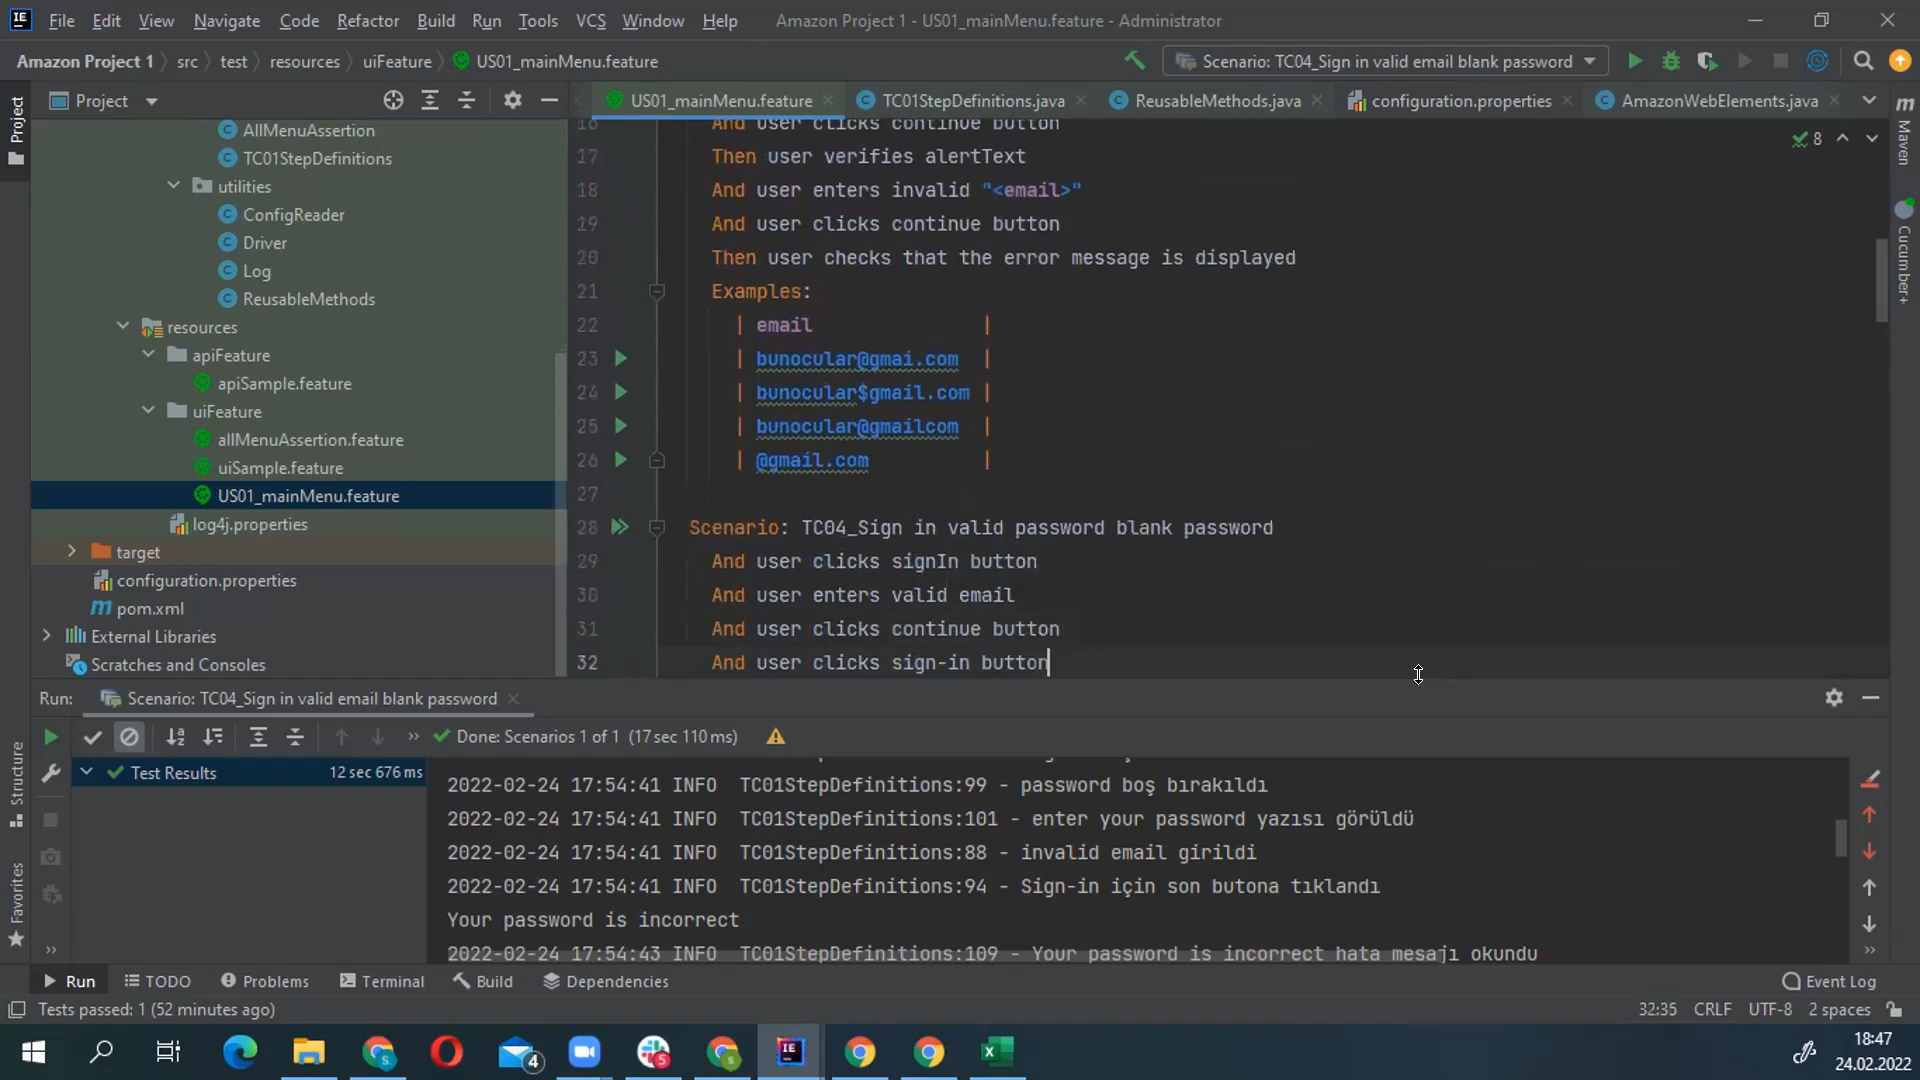 File Edit View Navigate Code Refactor Build Run Tools VCS Window Help Amazon Project 1 - US01_mainMenu.feature - Administrator
Amazon Project 1 > src > test > resources > uiFeature > US01_mainMenu.feature
Scenario: TC04_Sign in valid email blank password
Project
US01_mainMenu.feature TC01StepDefinitions.java ReusableMethods.java configuration.properties AmazonWebElements.java
Project
Structure
Favorites
Maven
Cucumber+
AllMenuAssertion
TC01StepDefinitions
utilities
ConfigReader
Driver
Log
ReusableMethods
resources
apiFeature
apiSample.feature
uiFeature
allMenuAssertion.feature
uiSample.feature
US01_mainMenu.feature
log4j.properties
target
configuration.properties
pom.xml
External Libraries
Scratches and Consoles
8
16 And user clicks continue button
17 Then user verifies alertText
18 And user enters invalid "<email>"
19 And user clicks continue button
20 Then user checks that the error message is displayed
21 Examples:
22 | email |
23 | bunocular@gmai.com |
24 | bunocular$gmail.com |
25 | bunocular@gmailcom |
26 | @gmail.com |
27
28 Scenario: TC04_Sign in valid password blank password
29 And user clicks signIn button
30 And user enters valid email
31 And user clicks continue button
32 And user clicks sign-in button
Run: Scenario: TC04_Sign in valid email blank password
Done: Scenarios 1 of 1 (17 sec 110 ms)
Test Results 12 sec 676 ms
2022-02-24 17:54:41 INFO TC01StepDefinitions:99 - password boş bırakıldı
2022-02-24 17:54:41 INFO TC01StepDefinitions:101 - enter your password yazısı görüldü
2022-02-24 17:54:41 INFO TC01StepDefinitions:88 - invalid email girildi
2022-02-24 17:54:41 INFO TC01StepDefinitions:94 - Sign-in için son butona tıklandı
Your password is incorrect
2022-02-24 17:54:43 INFO TC01StepDefinitions:109 - Your password is incorrect hata mesajı okundu
Run TODO Problems Terminal Build Dependencies Event Log
Tests passed: 1 (52 minutes ago) 32:35 CRLF UTF-8 2 spaces
4
5
18:47
24.02.2022